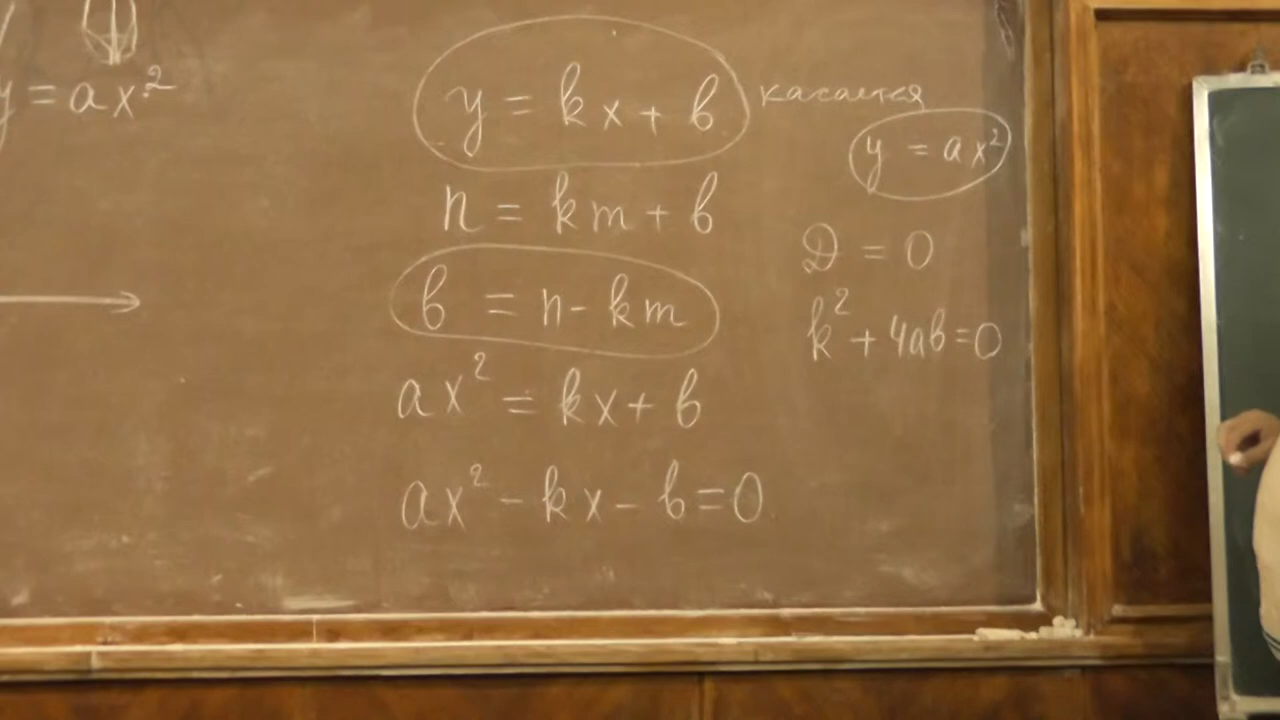 y = ax²
y = kx + b касается
y = ax²
n = km + b
b = n - km
ax² = kx + b
ax² - kx - b = 0
D = 0
k² + 4ab = 0